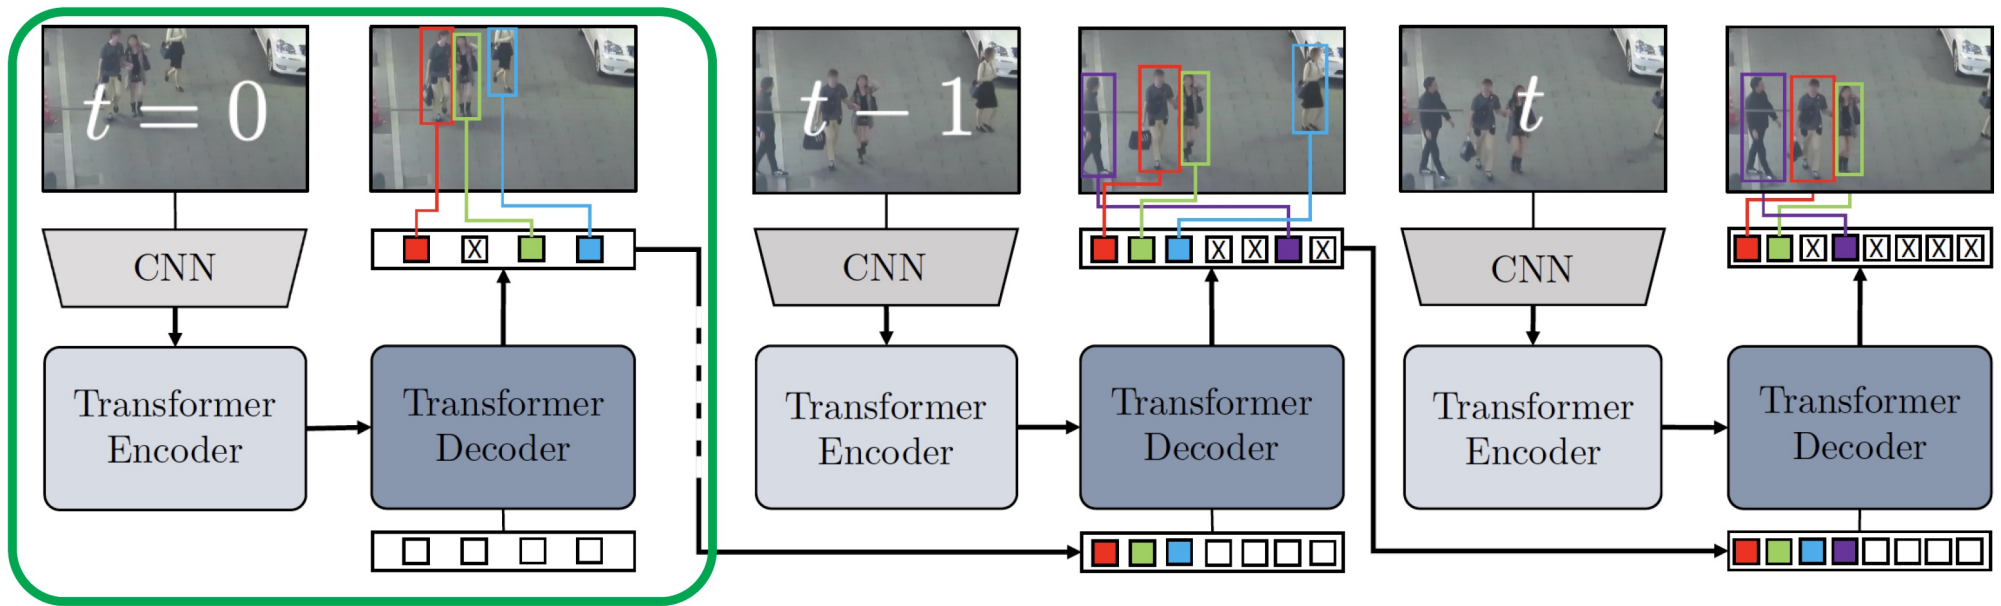 t = 0
CNN
Transformer
Encoder
X
Transformer
Decoder
t − 1
CNN
Transformer
Encoder
X X X
Transformer
Decoder
t
CNN
Transformer
Encoder
X X X X X
Transformer
Decoder